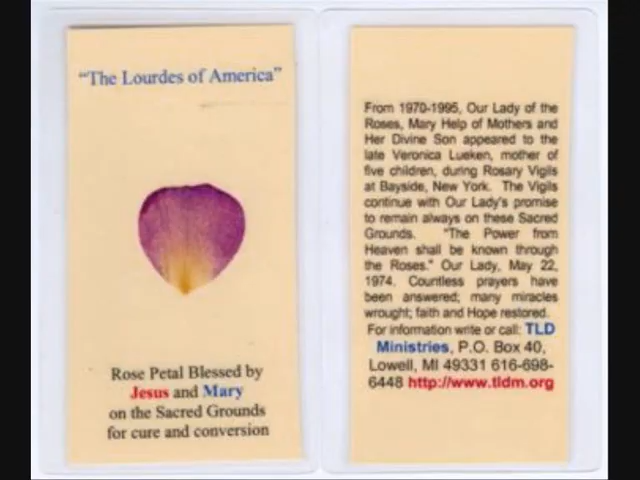 “The Lourdes of America”
Rose Petal Blessed by
Jesus and Mary
on the Sacred Grounds
for cure and conversion
From 1970-1995, Our Lady of the
Roses, Mary Help of Mothers and
Her Divine Son appeared to the
late Veronica Lueken, mother of
five children, during Rosary Vigils
at Bayside, New York. The Vigils
continue with Our Lady's promise
to remain always on these Sacred
Grounds. "The Power from
Heaven shall be known through
the Roses." Our Lady, May 22,
1974. Countless prayers have
been answered; many miracles
wrought; faith and Hope restored.
For information write or call: TLD
Ministries, P.O. Box 40,
Lowell, MI 49331 616-698-
6448 http://www.tldm.org